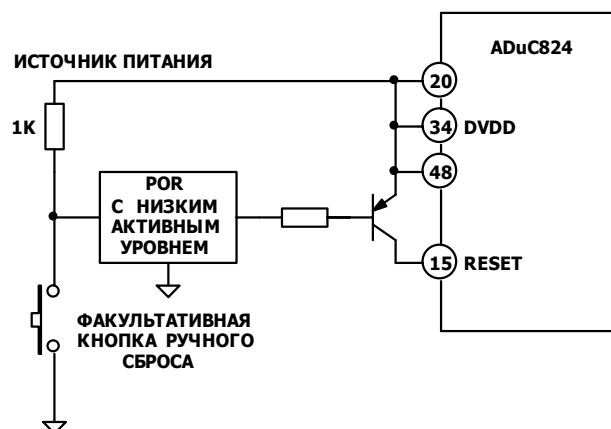 ADuC824
ИСТОЧНИК ПИТАНИЯ
20
1K
34 DVDD
48
POR
С НИЗКИМ
АКТИВНЫМ
УРОВНЕМ
15 RESET
ФАКУЛЬТАТИВНАЯ
КНОПКА РУЧНОГО
СБРОСА